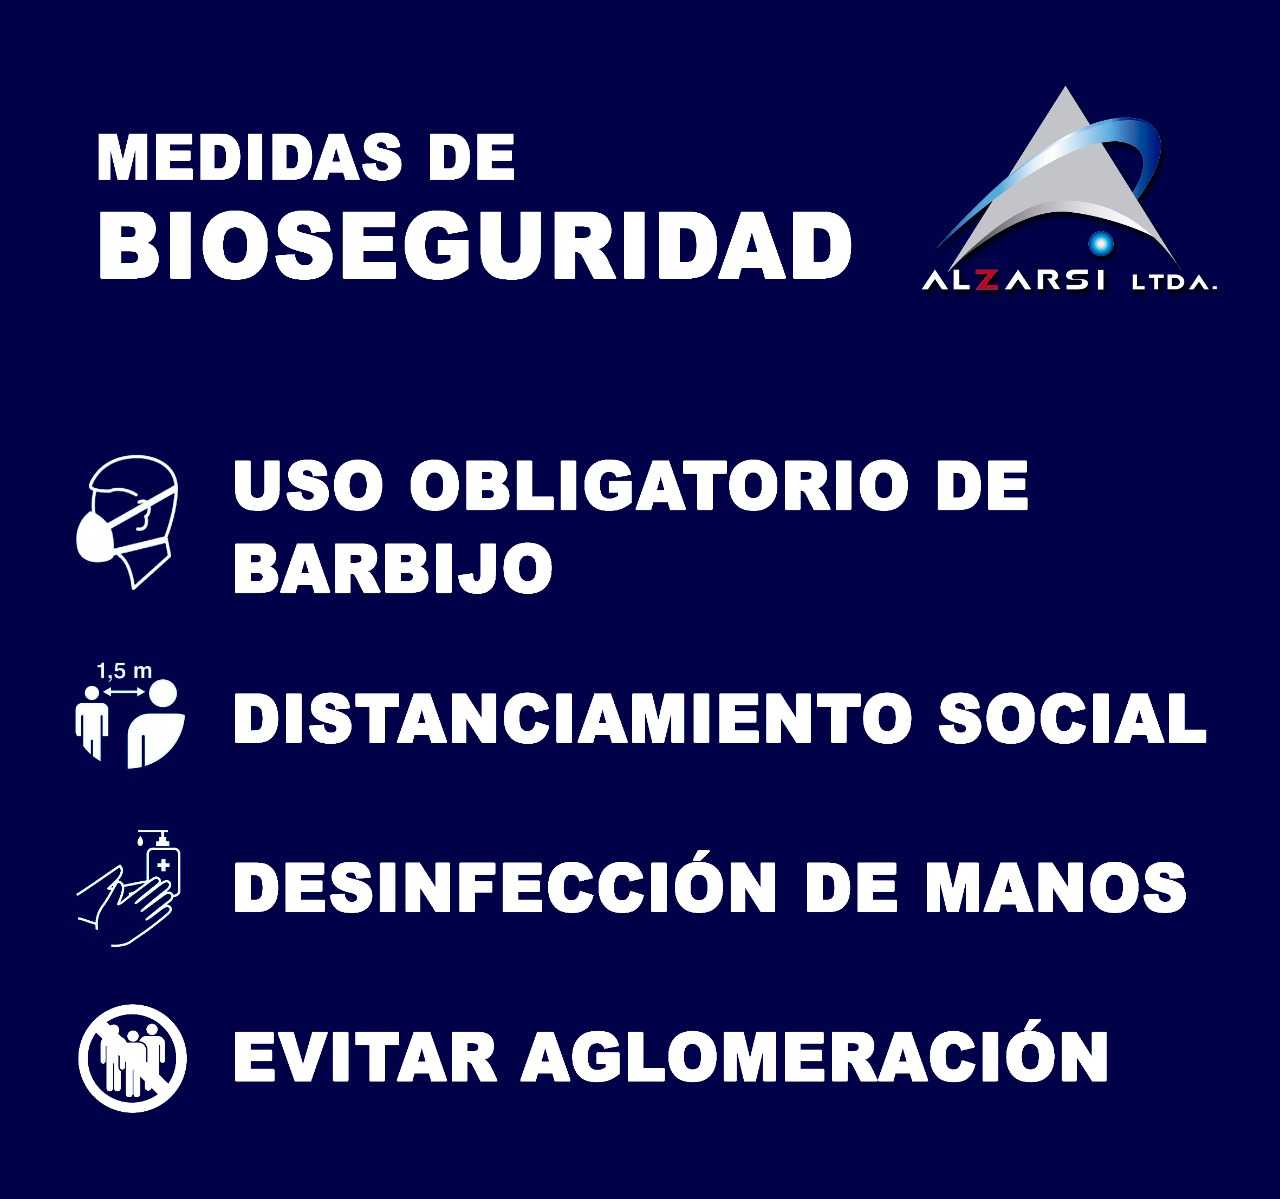 MEDIDAS DE
BIOSEGURIDAD
ALZARSI LTDA.
USO OBLIGATORIO DE
BARBIJO
1,5 m
DISTANCIAMIENTO SOCIAL
DESINFECCIÓN DE MANOS
EVITAR AGLOMERACIÓN